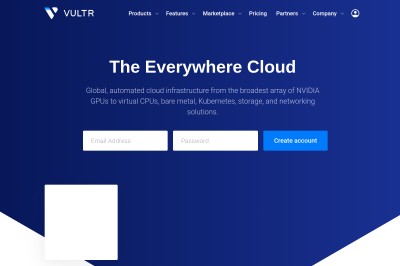 VULTR
Products Features Marketplace Pricing Partners Company
The Everywhere Cloud
Global, automated cloud infrastructure from the broadest array of NVIDIA
GPUs to virtual CPUs, bare metal, Kubernetes, storage, and networking
solutions.
Email Address Password Create account